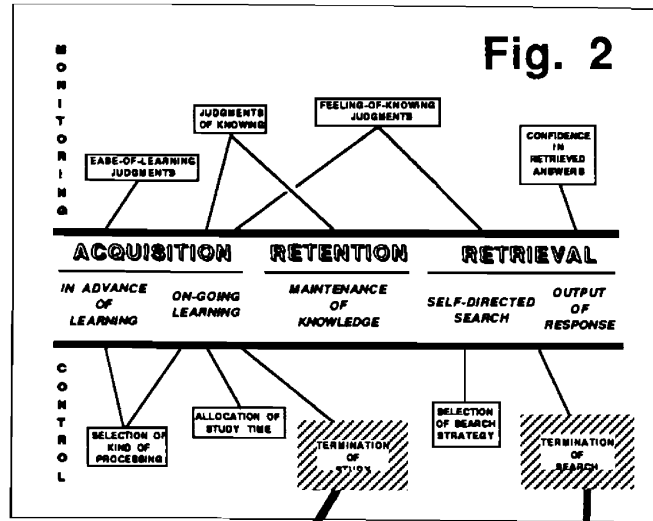 Fig. 2
MONITORING
JUDGMENTS
OF KNOWING
FEELING-OF-KNOWING
JUDGMENTS
EASE-OF-LEARNING
JUDGMENTS
CONFIDENCE
IN
RETRIEVED
ANSWERS
ACQUISITION
RETENTION
RETRIEVAL
IN ADVANCE
OF
LEARNING
ON-GOING
LEARNING
MAINTENANCE
OF
KNOWLEDGE
SELF-DIRECTED
SEARCH
OUTPUT
OF
RESPONSE
CONTROL
SELECTION OF
KIND OF
PROCESSING
ALLOCATION OF
STUDY TIME
TERMINATION
OF
STUDY
SELECTION
OF SEARCH
STRATEGY
TERMINATION
OF
SEARCH